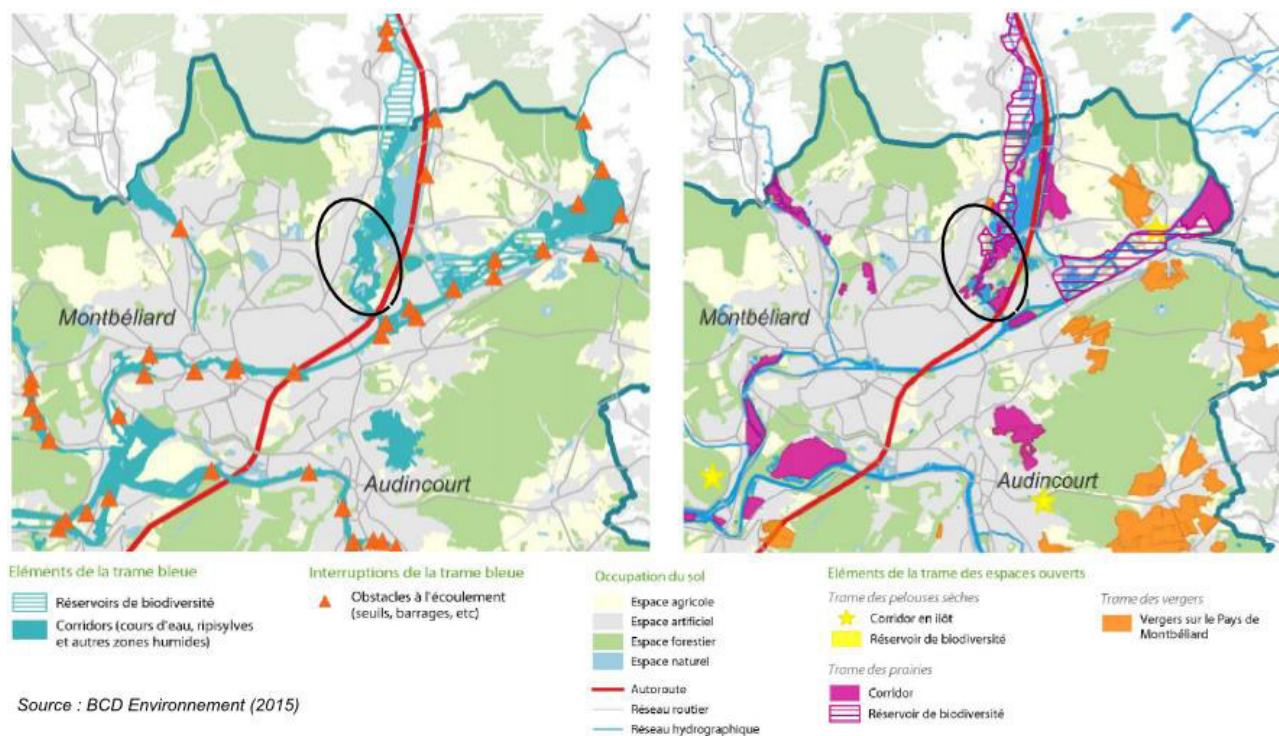 Montbéliard
Audincourt
Montbéliard
Audincourt
Eléments de la trame bleue
Réservoirs de biodiversité
Corridors (cours d'eau, ripisylves
et autres zones humides)
Interruptions de la trame bleue
Obstacles à l'écoulement
(seuils, barrages, etc)
Source : BCD Environnement (2015)
Occupation du sol
Espace agricole
Espace artificiel
Espace forestier
Espace naturel
Autoroute
Réseau routier
Réseau hydrographique
Eléments de la trame des espaces ouverts
Trame des pelouses sèches
Corridor en ilôt
Réservoir de biodiversité
Trame des prairies
Corridor
Réservoir de biodiversité
Trame des vergers
Vergers sur le Pays de
Montbéliard